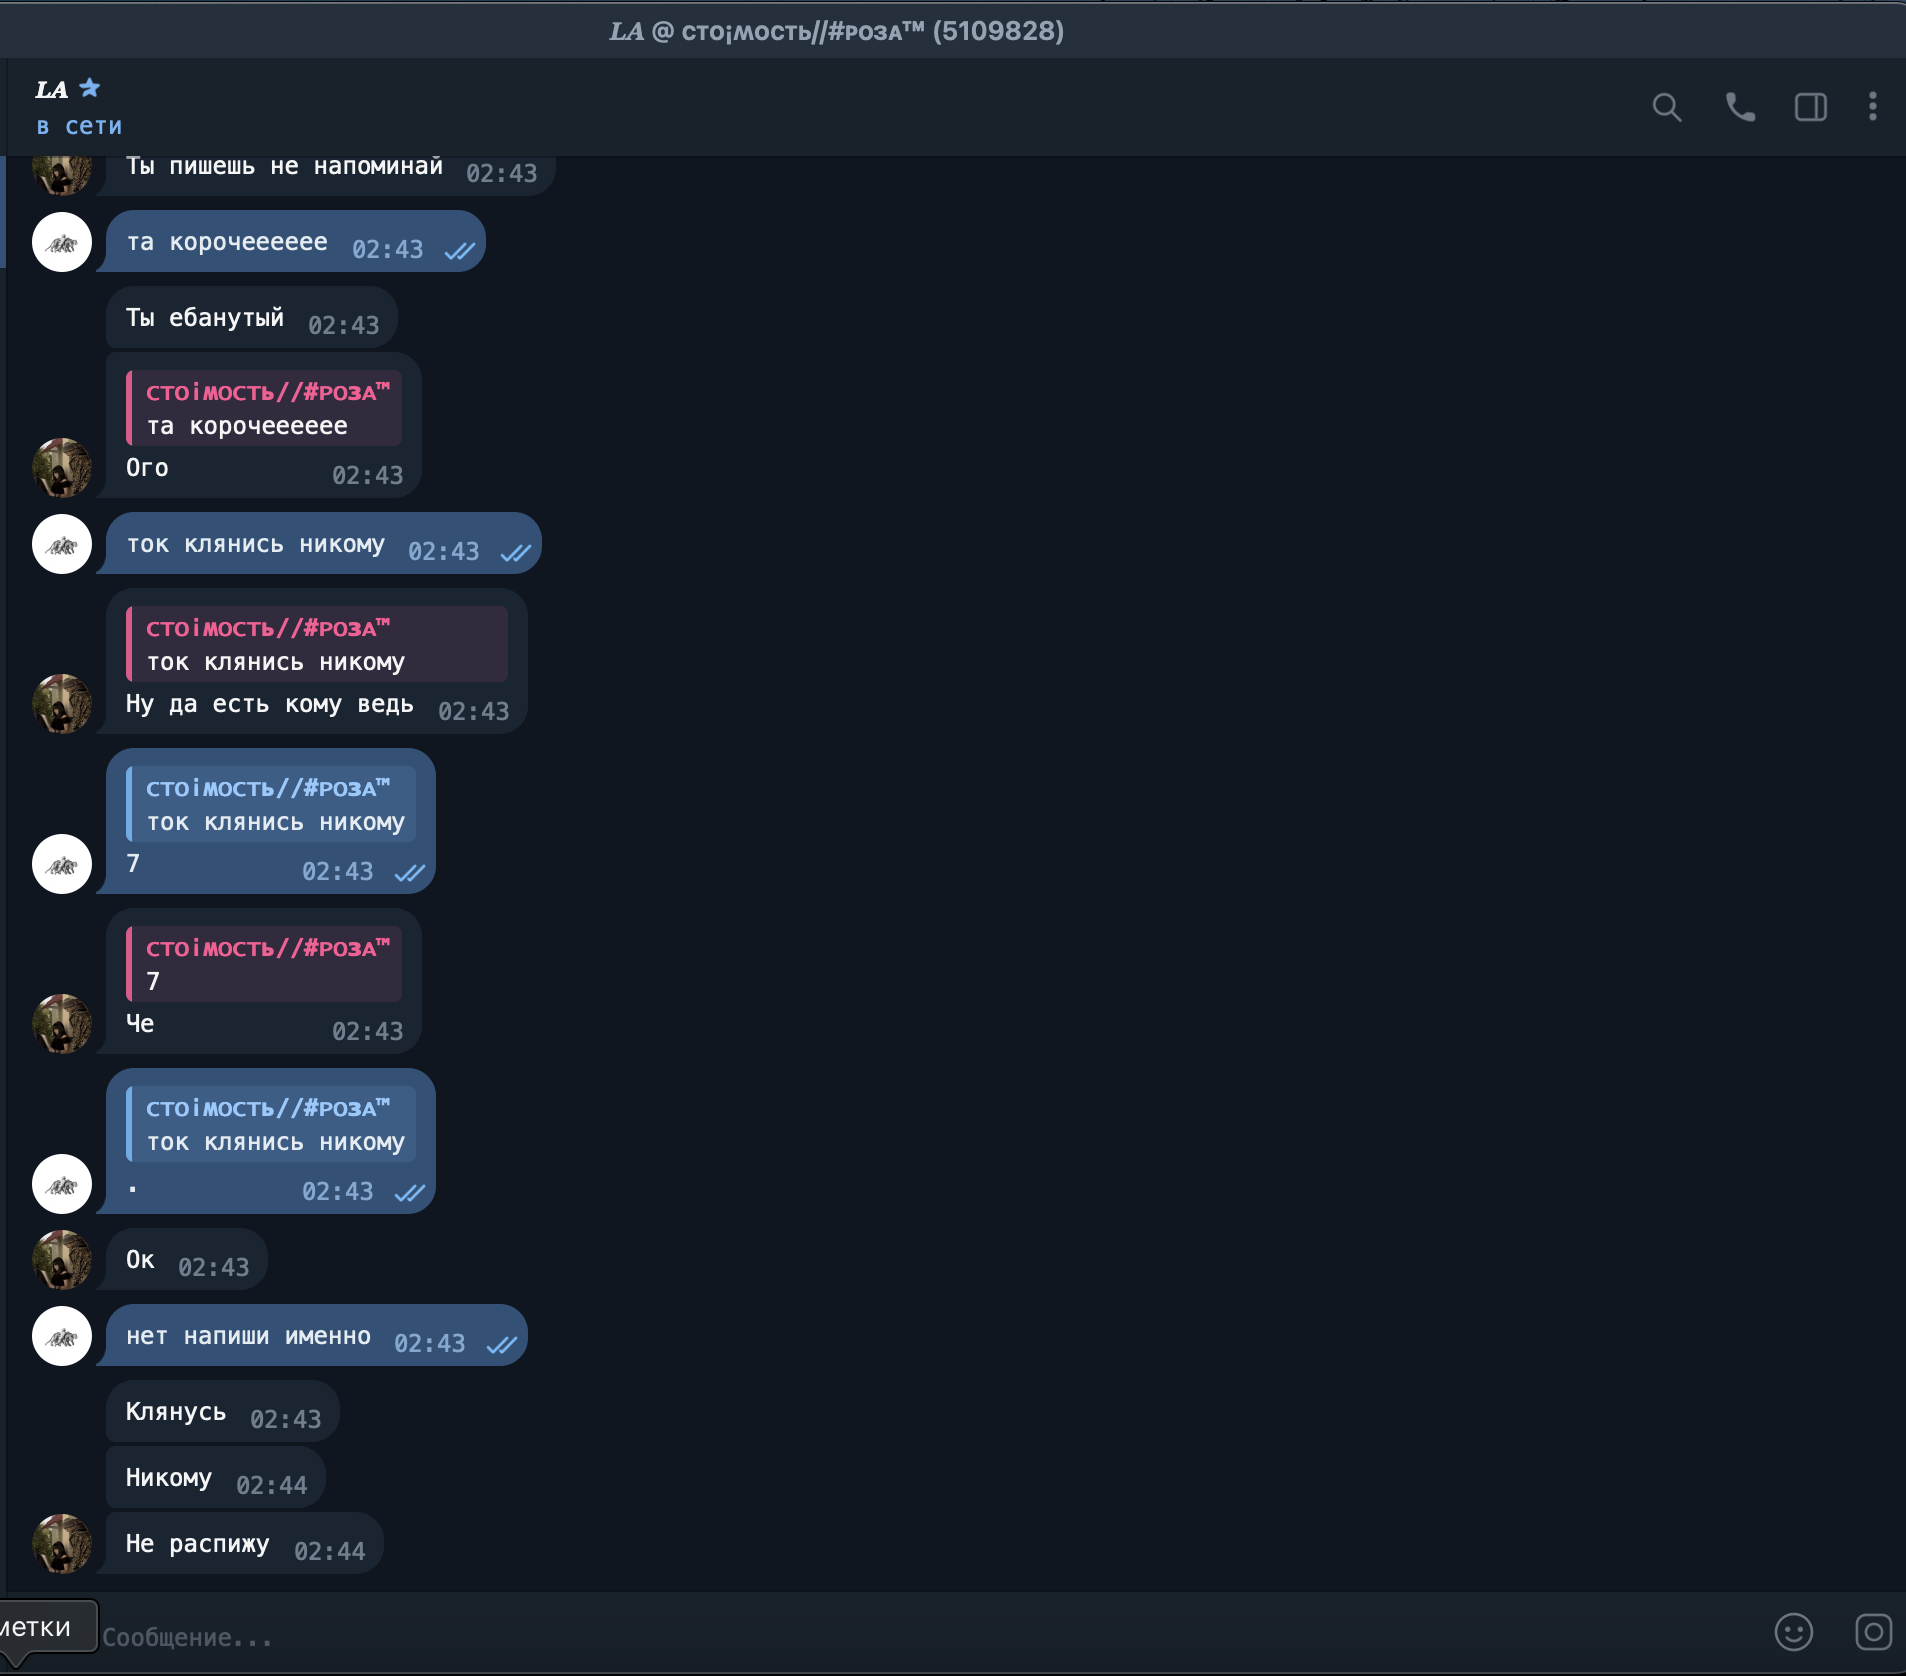 LA @ сто¡мость//#роза™ (5109828)
LA
в сети
Ты пишешь не напоминай 02:43
та корочееееее 02:43
Ты ебанутый 02:43
стоiмость//#роза™
та корочееееее
Ого 02:43
ток клянись никому 02:43
стоiмость//#роза™
ток клянись никому
Ну да есть кому ведь 02:43
стоiмость//#роза™
ток клянись никому
7 02:43
стоiмость//#роза™
7
Че 02:43
стоiмость//#роза™
ток клянись никому
. 02:43
Ок 02:43
нет напиши именно 02:43
Клянусь 02:43
Никому 02:44
Не распижу 02:44
метки
Сообщение...